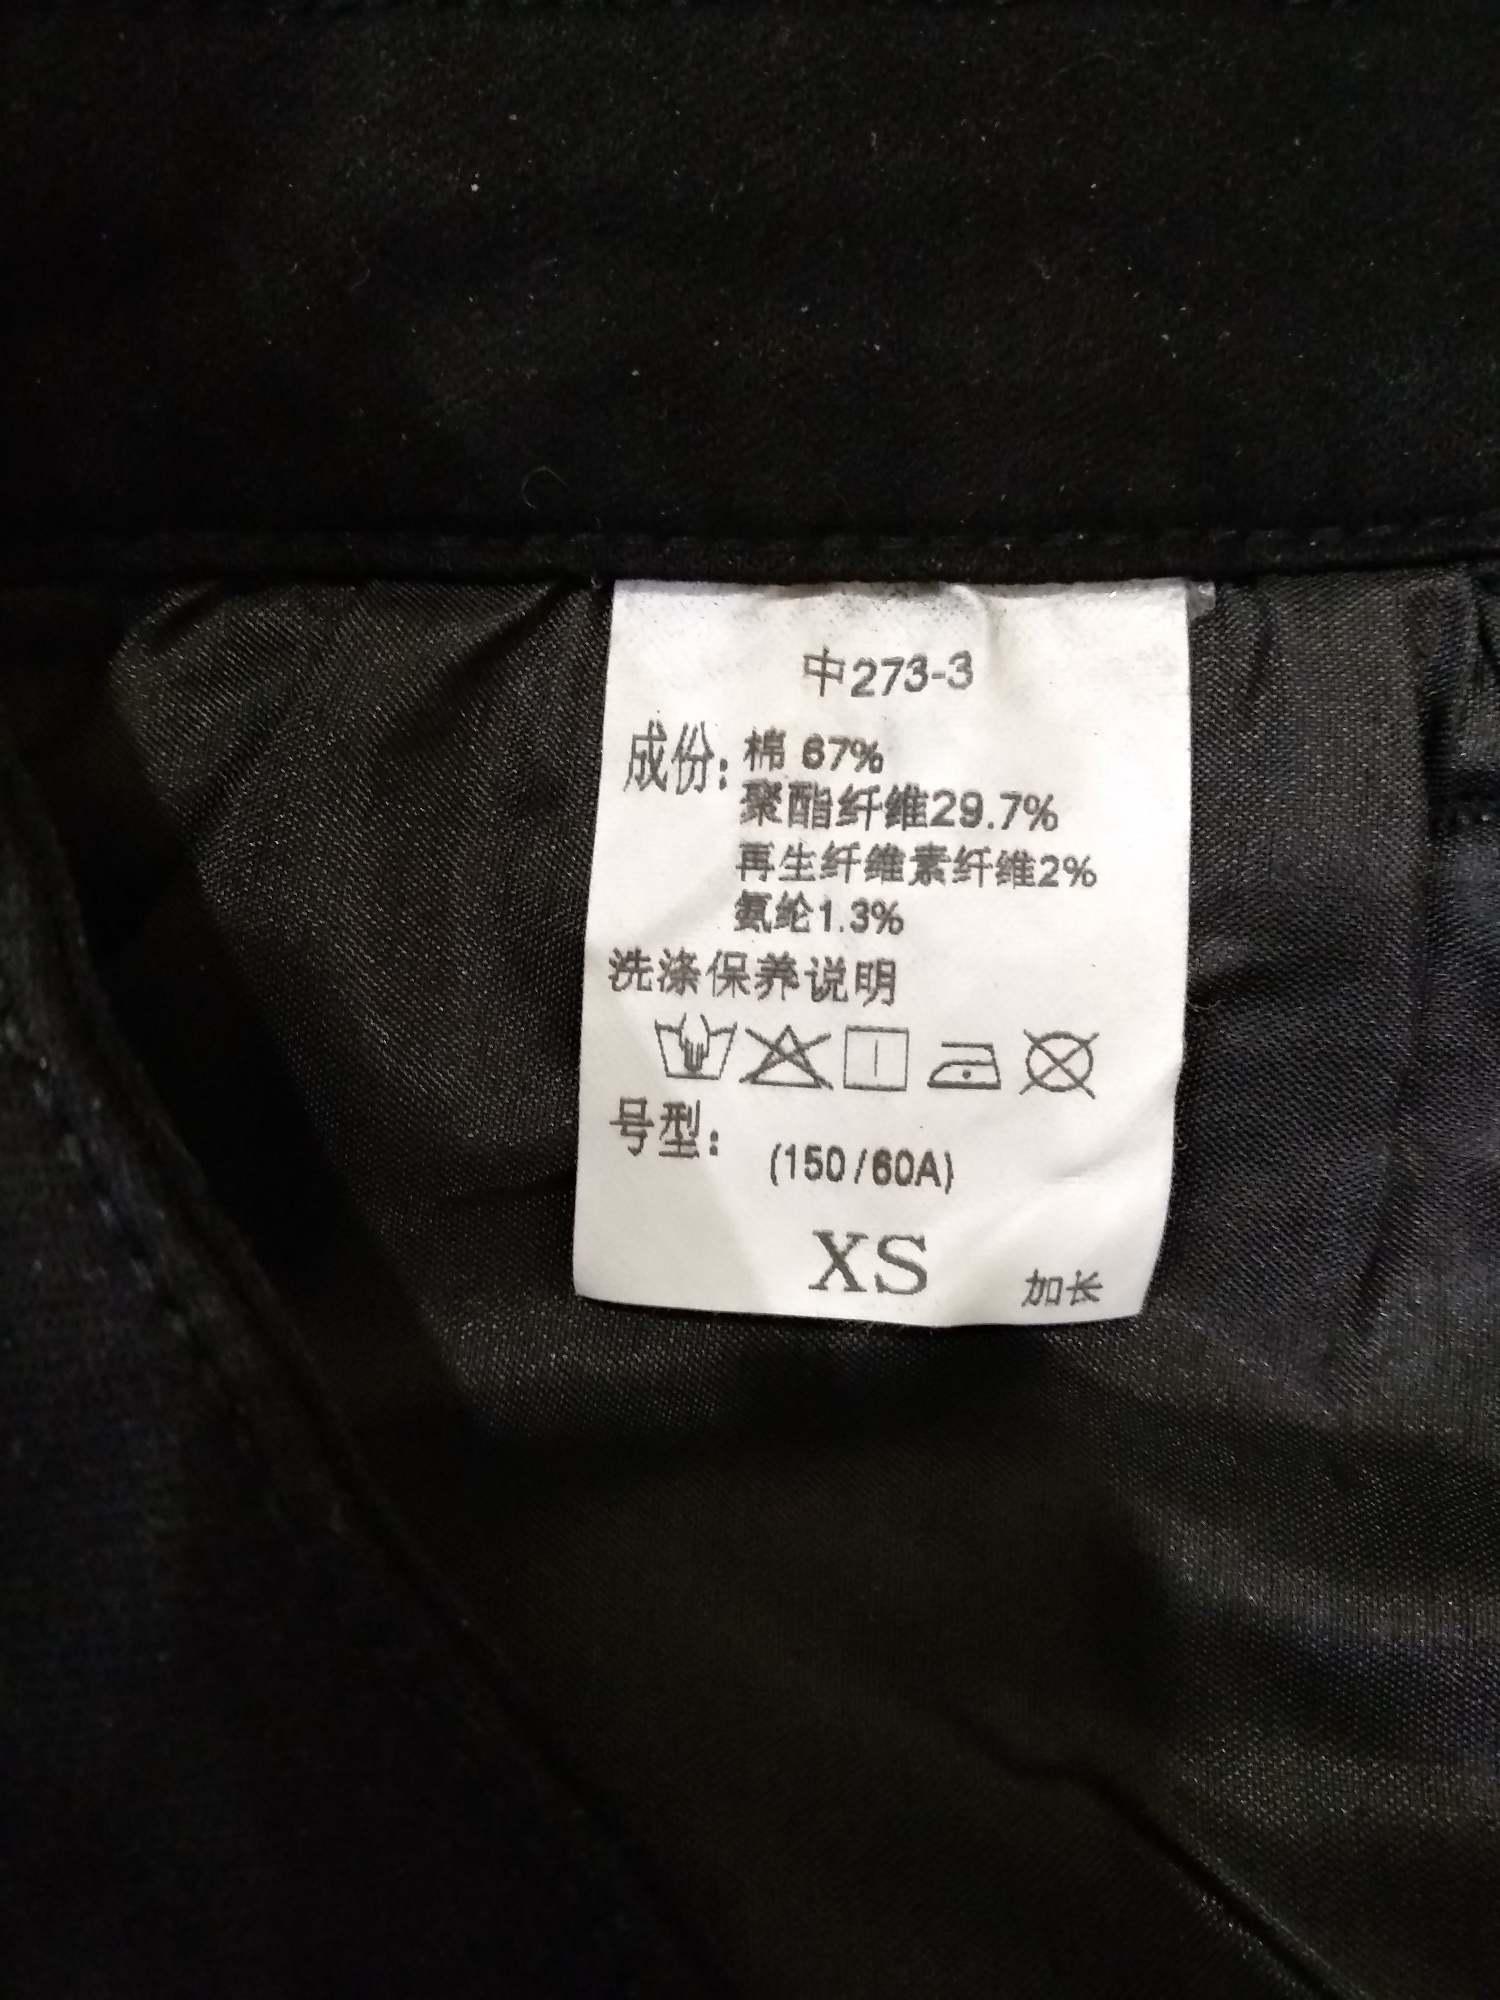 中273-3
成份: 棉 67%
聚酯纤维29.7%
再生纤维素纤维2%
氨纶1.3%
洗涤保养说明
号型: (150/60A)
XS 加长